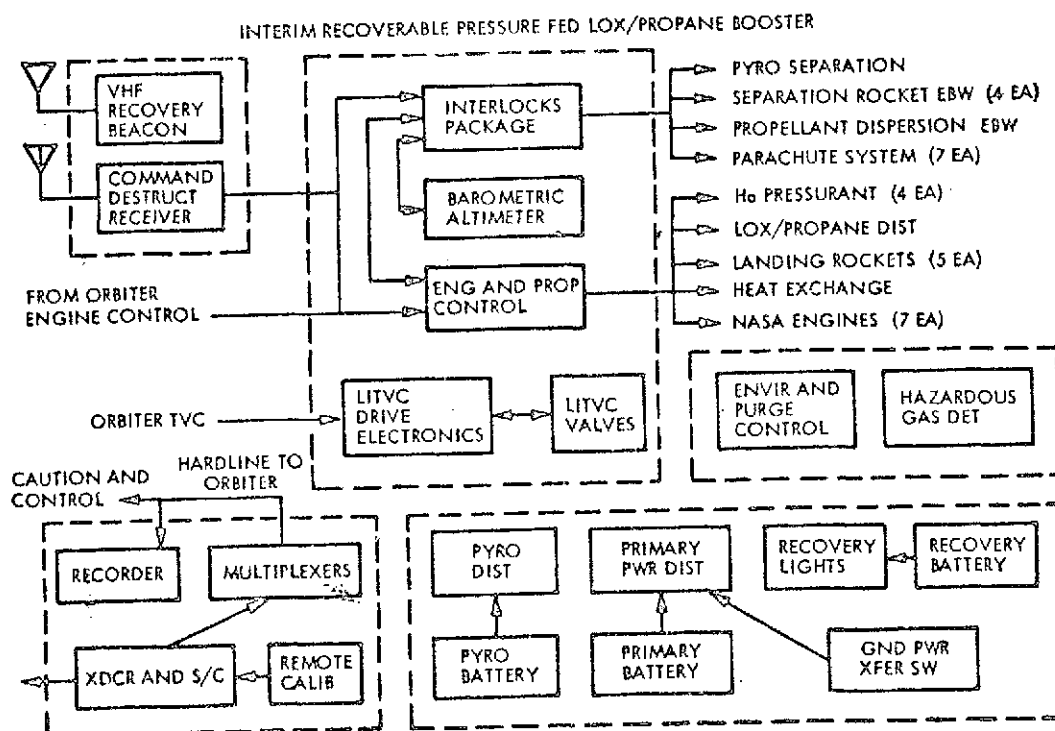 INTERIM RECOVERABLE PRESSURE FED LOX/PROPANE BOOSTER
VHF
RECOVERY
BEACON
COMMAND
DESTRUCT
RECEIVER
INTERLOCKS
PACKAGE
BAROMETRIC
ALTIMETER
ENG AND PROP
CONTROL
PYRO SEPARATION
SEPARATION ROCKET EBW (4 EA)
PROPELLANT DISPERSION EBW
PARACHUTE SYSTEM (7 EA)
He PRESSURANT (4 EA)
LOX/PROPANE DIST
LANDING ROCKETS (5 EA)
HEAT EXCHANGE
NASA ENGINES (7 EA)
FROM ORBITER
ENGINE CONTROL
ORBITER TVC
LITVC
DRIVE
ELECTRONICS
LITVC
VALVES
ENVIR AND
PURGE
CONTROL
HAZARDOUS
GAS DET
CAUTION AND
CONTROL
HARDLINE TO
ORBITER
RECORDER
MULTIPLEXERS
XDCR AND S/C
REMOTE
CALIB
PYRO
DIST
PRIMARY
PWR DIST
RECOVERY
LIGHTS
RECOVERY
BATTERY
PYRO
BATTERY
PRIMARY
BATTERY
GND PWR
XFER SW